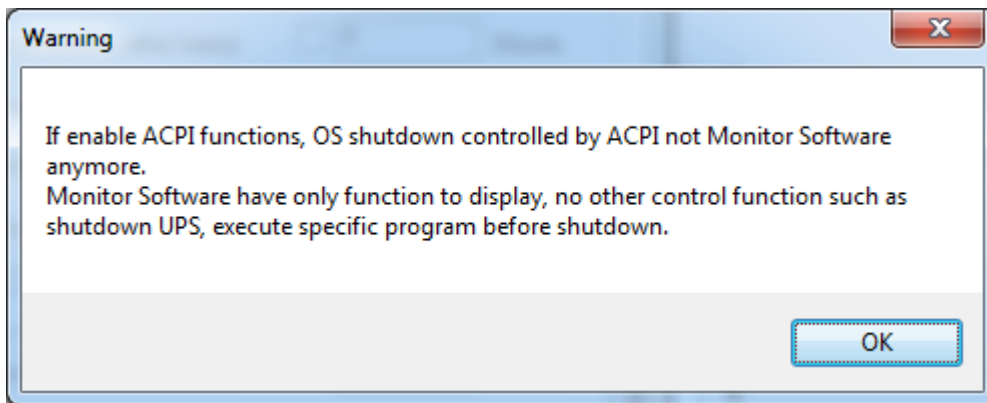 Warning
If enable ACPI functions, OS shutdown controlled by ACPI not Monitor Software
anymore.
Monitor Software have only function to display, no other control function such as
shutdown UPS, execute specific program before shutdown.
OK